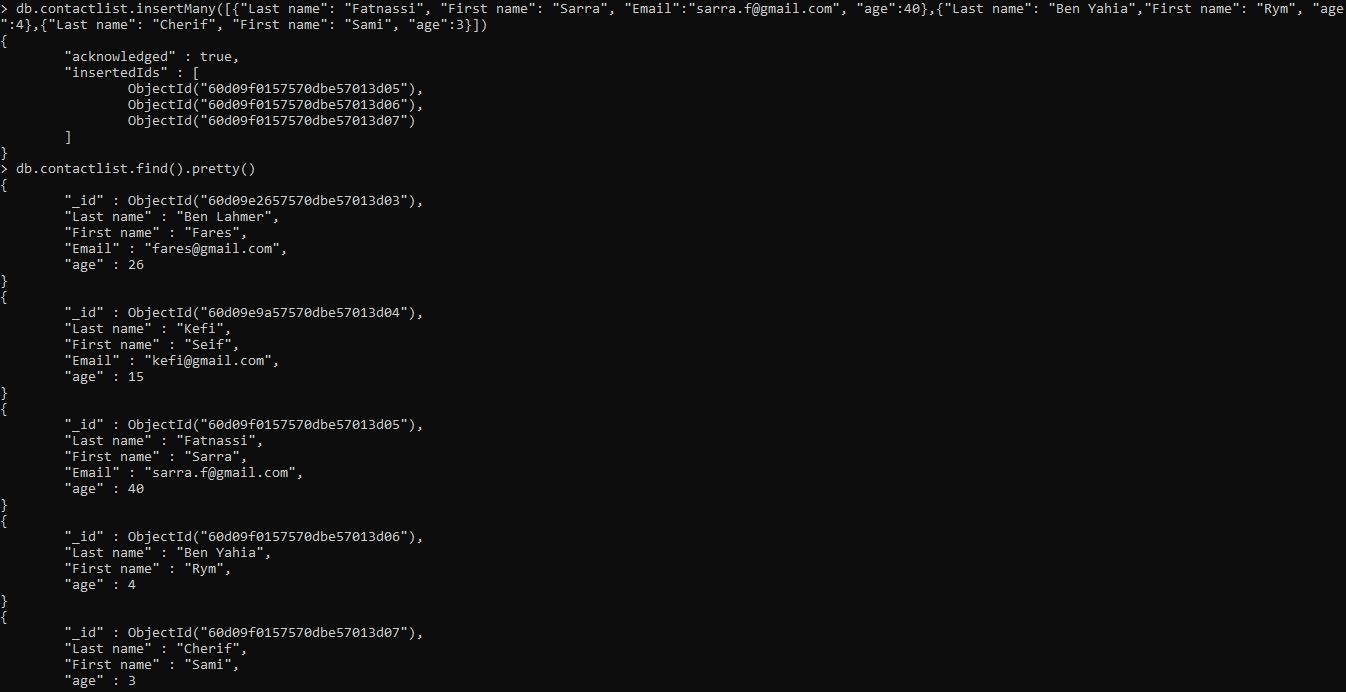 > db.contactlist.insertMany([{"Last name": "Fatnassi", "First name": "Sarra", "Email":"sarra.f@gmail.com", "age":40},{"Last name": "Ben Yahia","First name": "Rym", "age
":4},{"Last name": "Cherif", "First name": "Sami", "age":3}])
{
        "acknowledged" : true,
        "insertedIds" : [
                ObjectId("60d09f0157570dbe57013d05"),
                ObjectId("60d09f0157570dbe57013d06"),
                ObjectId("60d09f0157570dbe57013d07")
        ]
}
> db.contactlist.find().pretty()
{
        "_id" : ObjectId("60d09e2657570dbe57013d03"),
        "Last name" : "Ben Lahmer",
        "First name" : "Fares",
        "Email" : "fares@gmail.com",
        "age" : 26
}
{
        "_id" : ObjectId("60d09e9a57570dbe57013d04"),
        "Last name" : "Kefi",
        "First name" : "Seif",
        "Email" : "kefi@gmail.com",
        "age" : 15
}
{
        "_id" : ObjectId("60d09f0157570dbe57013d05"),
        "Last name" : "Fatnassi",
        "First name" : "Sarra",
        "Email" : "sarra.f@gmail.com",
        "age" : 40
}
{
        "_id" : ObjectId("60d09f0157570dbe57013d06"),
        "Last name" : "Ben Yahia",
        "First name" : "Rym",
        "age" : 4
}
{
        "_id" : ObjectId("60d09f0157570dbe57013d07"),
        "Last name" : "Cherif",
        "First name" : "Sami",
        "age" : 3